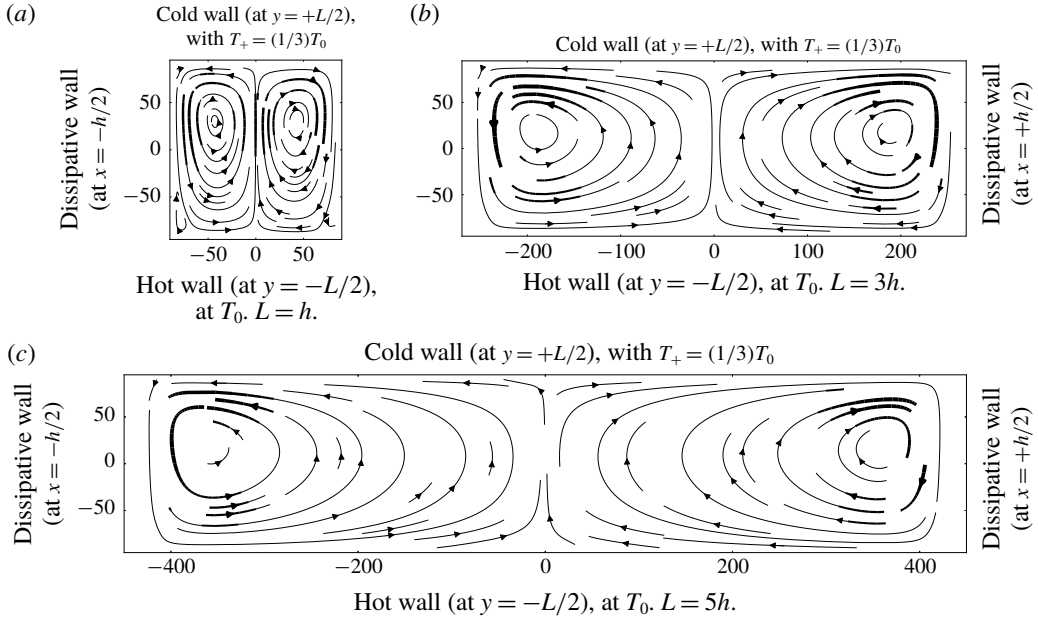 (a)
Cold wall (at y = +L/2),
with T₊ = (1/3)T₀
Dissipative wall
(at x = −h/2)
50
0
−50
−50 0 50
Hot wall (at y = −L/2),
at T₀. L = h.
(b)
Cold wall (at y = +L/2), with T₊ = (1/3)T₀
50
0
−50
−200 −100 0 100 200
Dissipative wall
(at x = +h/2)
Hot wall (at y = −L/2), at T₀. L = 3h.
(c)
Cold wall (at y = +L/2), with T₊ = (1/3)T₀
Dissipative wall
(at x = −h/2)
50
0
−50
−400 −200 0 200 400
Dissipative wall
(at x = +h/2)
Hot wall (at y = −L/2), at T₀. L = 5h.